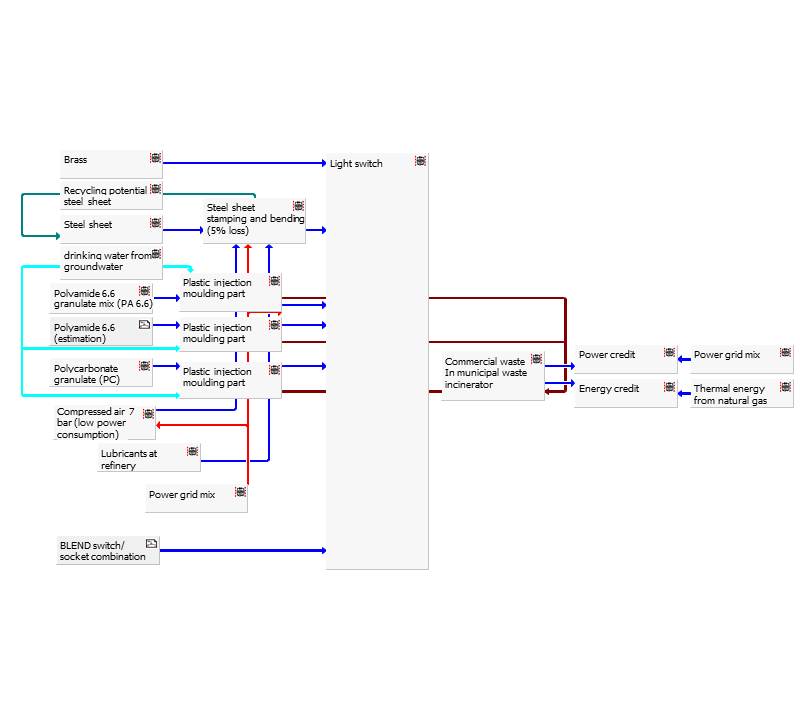 Brass
Light switch
Recycling potential
steel sheet
Steel sheet
stamping and bending
(5% loss)
Steel sheet
drinking water from
groundwater
Plastic injection
moulding part
Polyamide 6.6
granulate mix (PA 6.6)
Plastic injection
moulding part
Polyamide 6.6
(estimation)
Plastic injection
moulding part
Polycarbonate
granulate (PC)
Commercial waste
In municipal waste
incinerator
Power credit
Power grid mix
Energy credit
Thermal energy
from natural gas
Compressed air 7
bar (low power
consumption)
Lubricants at
refinery
Power grid mix
BLEND switch/
socket combination